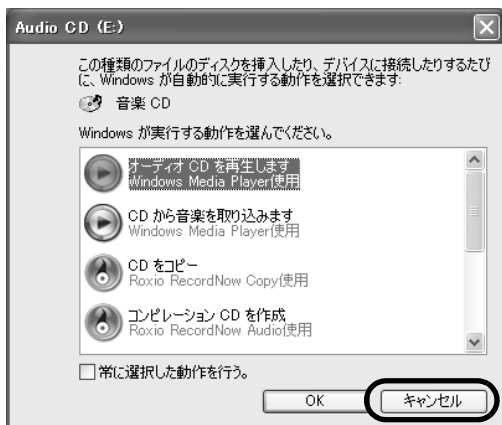 Audio CD (E:)
この種類のファイルのディスクを挿入したり、デバイスに接続したりするたび
に、Windows が自動的に実行する動作を選択できます:
音楽 CD
Windows が実行する動作を選んでください。
オーディオ CD を再生します
Windows Media Player使用
CD から音楽を取り込みます
Windows Media Player使用
CD をコピー
Roxio RecordNow Copy使用
コンピレーション CD を作成
Roxio RecordNow Audio使用
常に選択した動作を行う。
OK
キャンセル